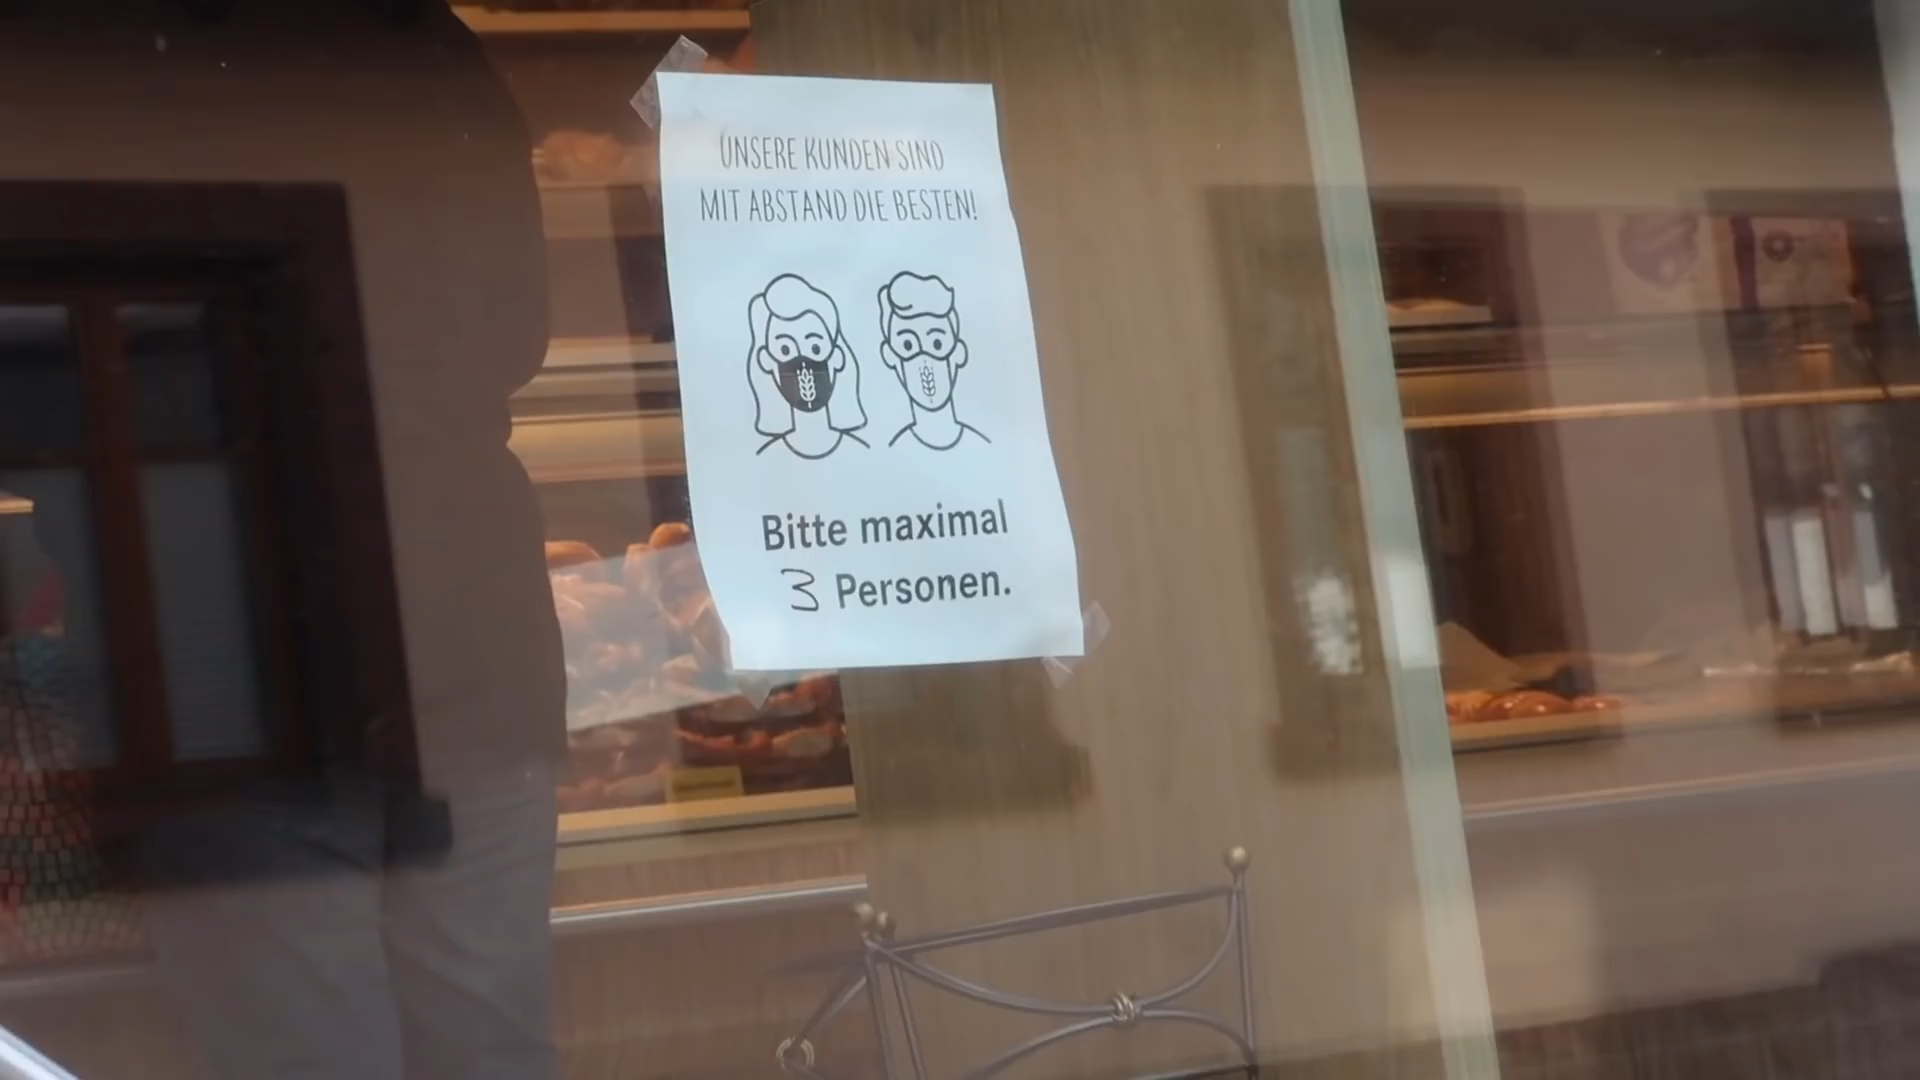 UNSERE KUNDEN SIND
MIT ABSTAND DIE BESTEN!
Bitte maximal
3 Personen.